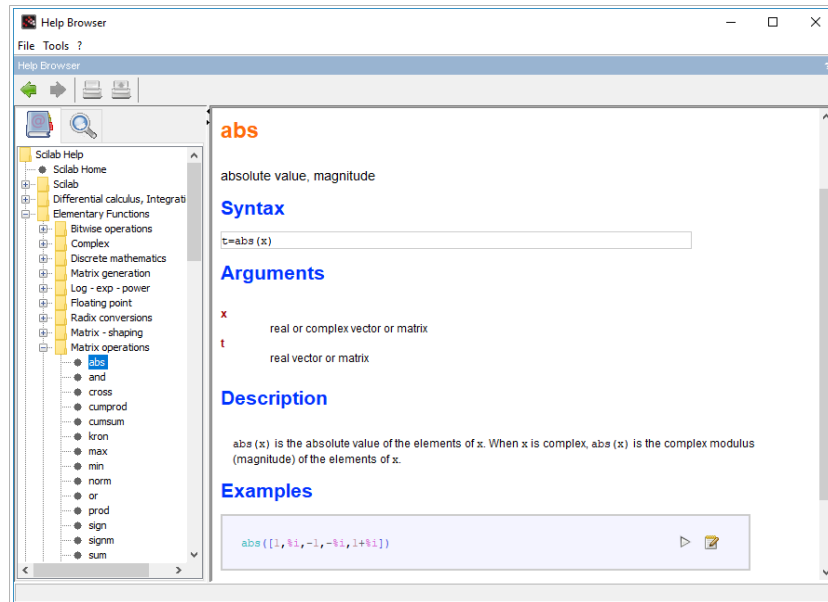 Help Browser
File Tools ?
Help Browser ?
Scilab Help
Scilab Home
Scilab
Differential calculus, Integrati
Elementary Functions
Bitwise operations
Complex
Discrete mathematics
Matrix generation
Log - exp - power
Floating point
Radix conversions
Matrix - shaping
Matrix operations
abs
and
cross
cumprod
cumsum
kron
max
min
norm
or
prod
sign
signm
sum
abs
absolute value, magnitude
Syntax
t=abs(x)
Arguments
x
real or complex vector or matrix
t
real vector or matrix
Description
abs(x) is the absolute value of the elements of x. When x is complex, abs(x) is the complex modulus
(magnitude) of the elements of x.
Examples
abs([1,%i,-1,-%i,1+%i])